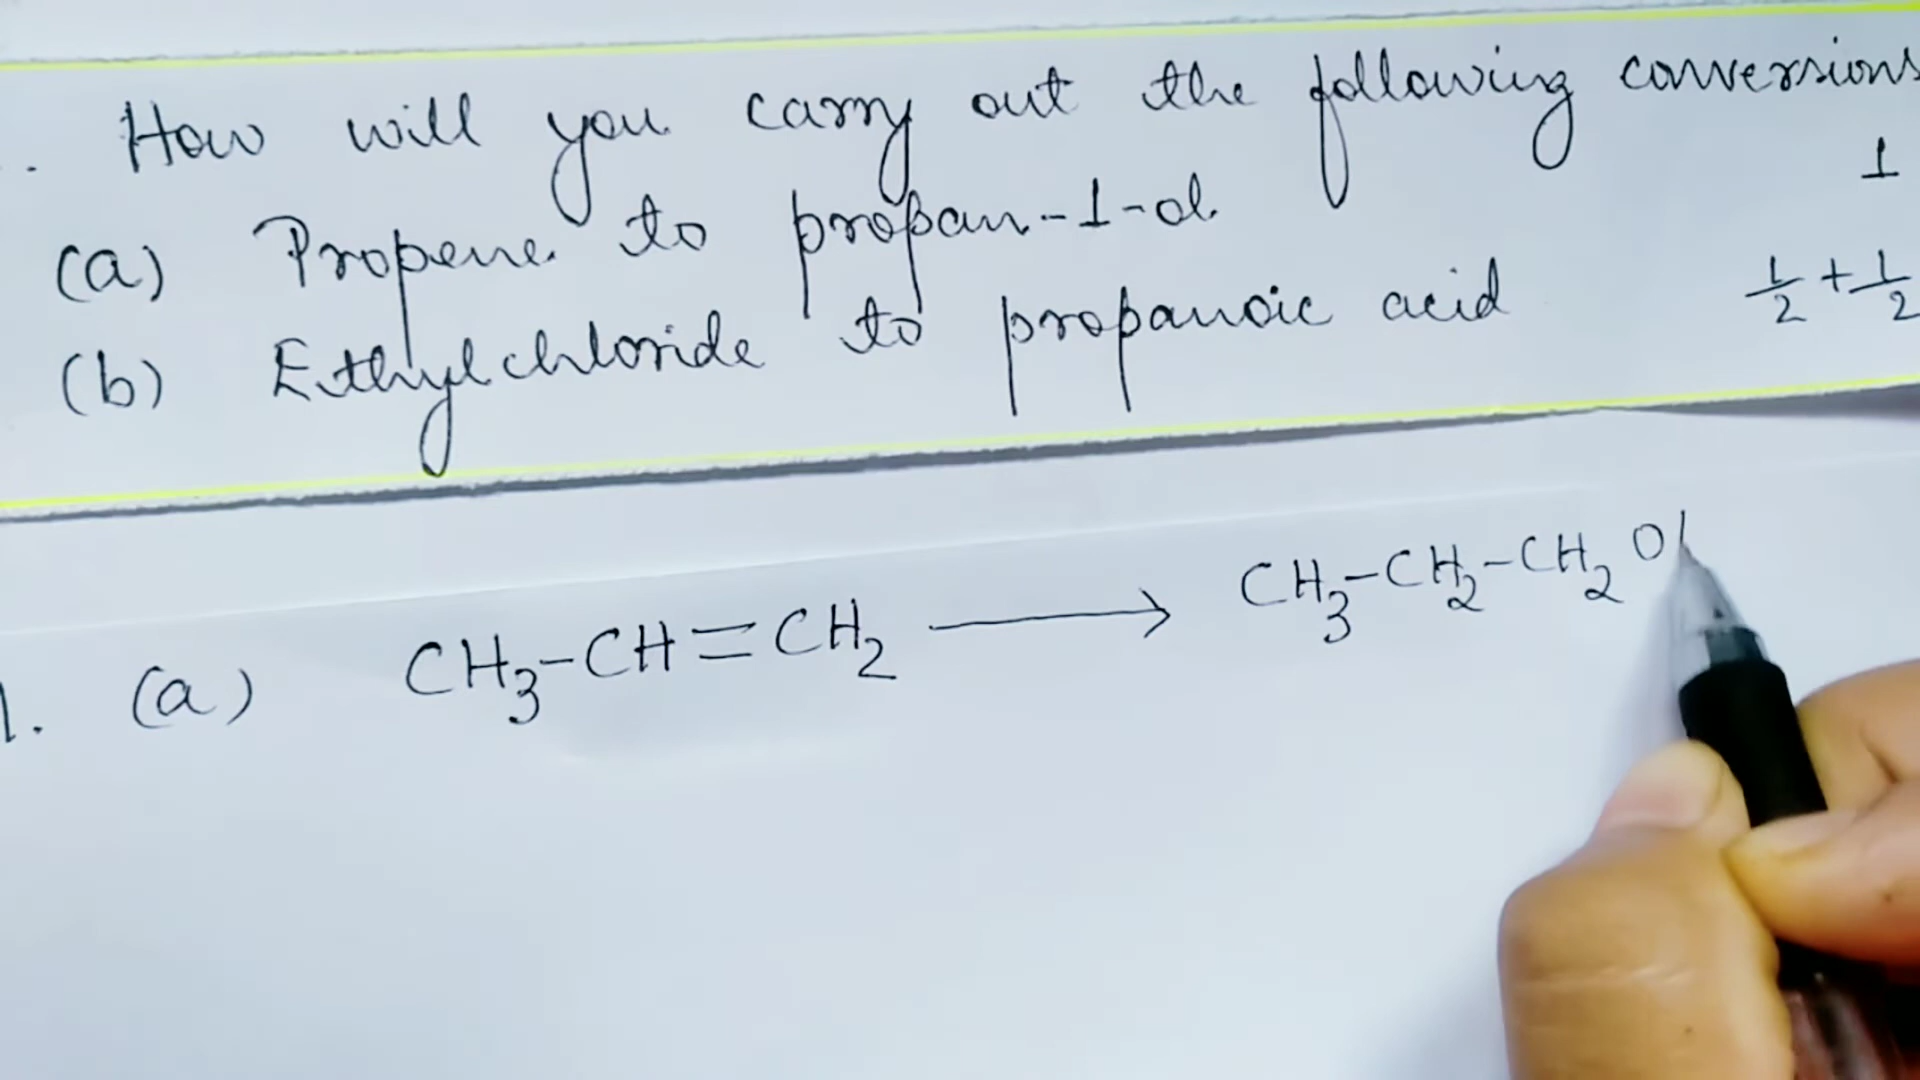 How will you carry out the following conversions
1
(a) Propene to propan-1-ol
(b) Ethylchloride to propanoic acid 1/2 + 1/2
1. (a) CH₃-CH=CH₂ ⟶ CH₃-CH₂-CH₂ O